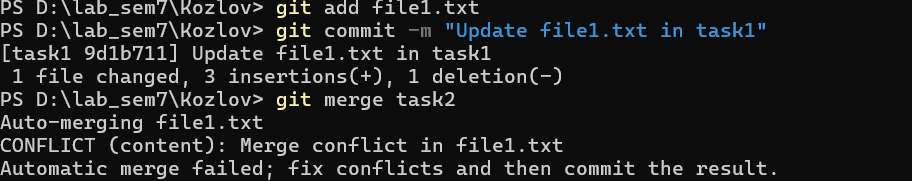 PS D:\lab_sem7\Kozlov> git add file1.txt
PS D:\lab_sem7\Kozlov> git commit -m "Update file1.txt in task1"
[task1 9d1b711] Update file1.txt in task1
 1 file changed, 3 insertions(+), 1 deletion(-)
PS D:\lab_sem7\Kozlov> git merge task2
Auto-merging file1.txt
CONFLICT (content): Merge conflict in file1.txt
Automatic merge failed; fix conflicts and then commit the result.